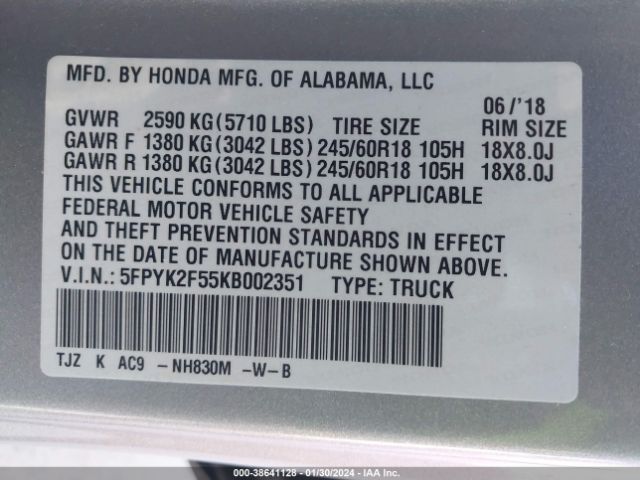 MFD. BY HONDA MFG. OF ALABAMA, LLC
06 /'18
GVWR 2590 KG (5710 LBS) TIRE SIZE RIM SIZE
GAWR F 1380 KG (3042 LBS) 245/60R18 105H 18X8.0J
GAWR R 1380 KG (3042 LBS) 245/60R18 105H 18X8.0J
THIS VEHICLE CONFORMS TO ALL APPLICABLE
FEDERAL MOTOR VEHICLE SAFETY
AND THEFT PREVENTION STANDARDS IN EFFECT
ON THE DATE OF MANUFACTURE SHOWN ABOVE.
V.I.N.: 5FPYK2F55KB002351 TYPE: TRUCK
TJZ K AC9 -NH830M -W-B
000-38641128 - 01/30/2024 - IAAI.COM